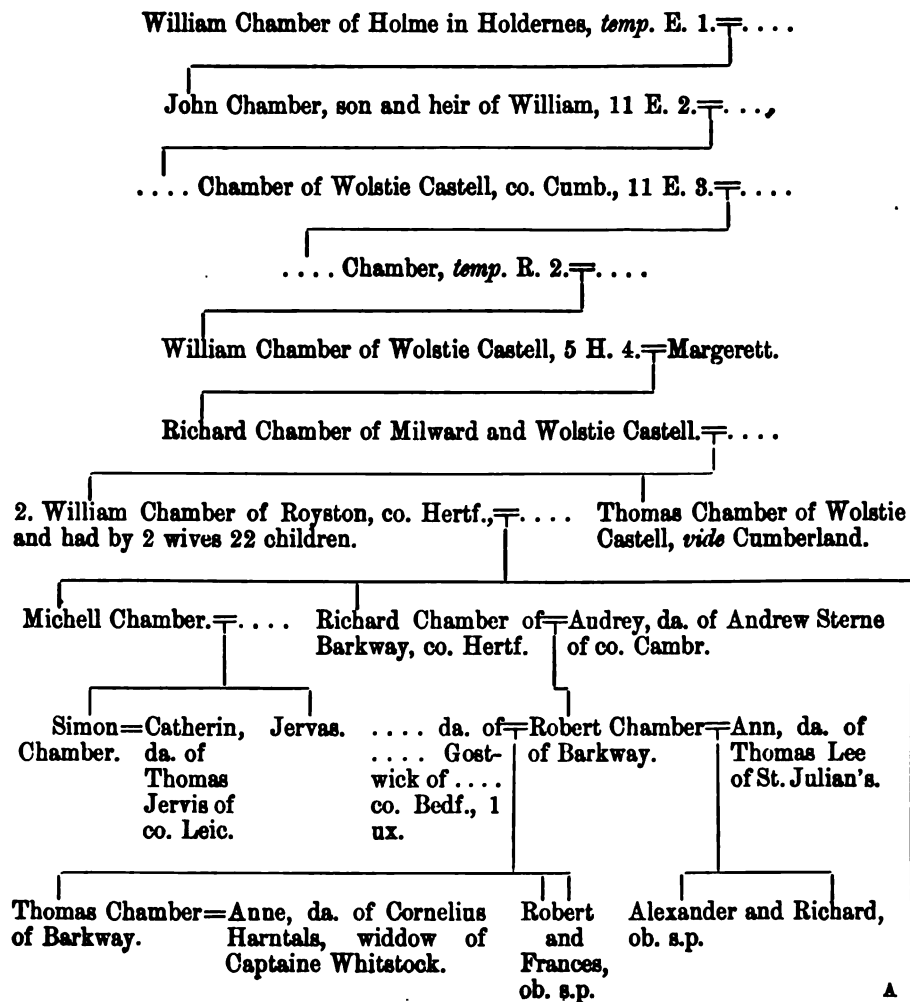 William Chamber of Holme in Holdernes, temp. E. 1.=....
John Chamber, son and heir of William, 11 E. 2.=....
.... Chamber of Wolstie Castell, co. Cumb., 11 E. 3.=....
.... Chamber, temp. R. 2.=....
William Chamber of Wolstie Castell, 5 H. 4.=Margerett.
Richard Chamber of Milward and Wolstie Castell.=....
2. William Chamber of Royston, co. Hertf.,=....
and had by 2 wives 22 children.
Thomas Chamber of Wolstie
Castell, vide Cumberland.
Michell Chamber.=....
Richard Chamber of=Audrey, da. of Andrew Sterne
Barkway, co. Hertf. of co. Cambr.
Simon=Catherin,
Chamber. da. of
Thomas
Jervis of
co. Leic.
Jervas.
.... da. of=Robert Chamber=Ann, da. of
.... Gost- of Barkway. Thomas Lee
wick of .... of St. Julian's.
co. Bedf., 1
ux.
Thomas Chamber=Anne, da. of Cornelius
of Barkway. Harntals, widdow of
Captaine Whitstock.
Robert
and
Frances,
ob. s.p.
Alexander and Richard,
ob. s.p.
A